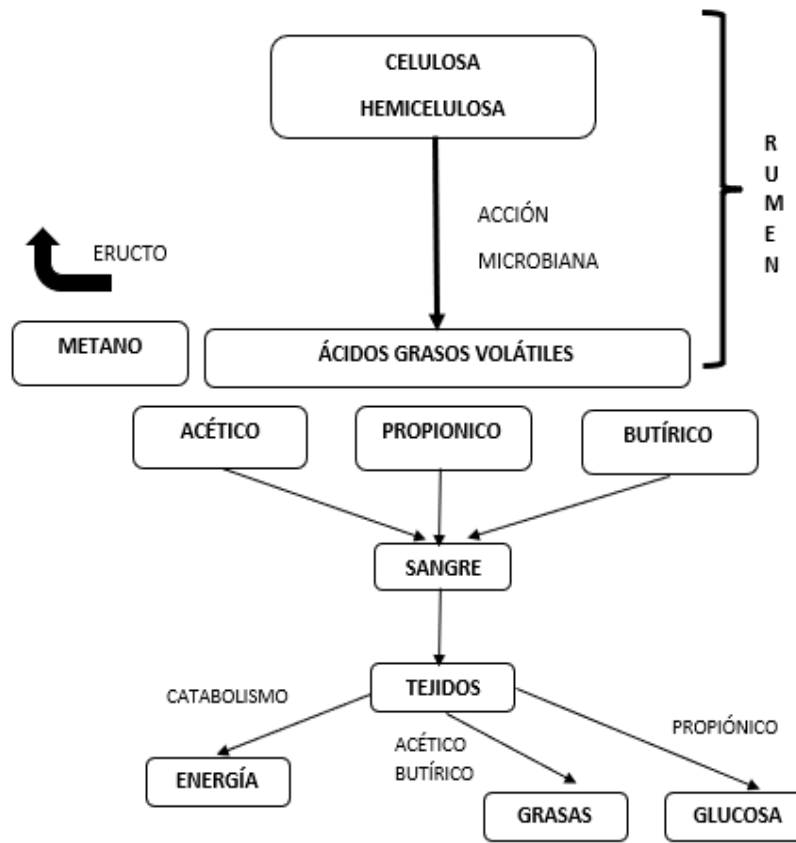 CELULOSA
HEMICELULOSA
RUMEN
ACCIÓN
MICROBIANA
ERUCTO
METANO
ÁCIDOS GRASOS VOLÁTILES
ACÉTICO
PROPIONICO
BUTÍRICO
SANGRE
TEJIDOS
CATABOLISMO
ACÉTICO
BUTÍRICO
PROPIÓNICO
ENERGÍA
GRASAS
GLUCOSA